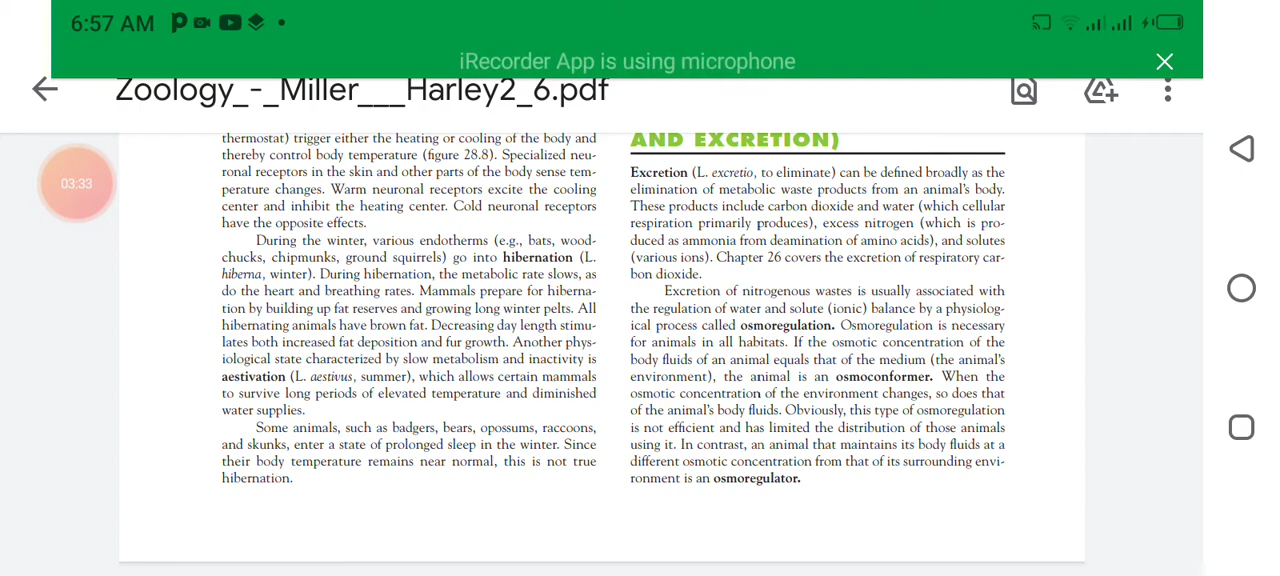 6:57 AM
iRecorder App is using microphone
Zoology_-_Miller___Harley2_6.pdf
03:33
thermostat) trigger either the heating or cooling of the body and
thereby control body temperature (figure 28.8). Specialized neu-
ronal receptors in the skin and other parts of the body sense tem-
perature changes. Warm neuronal receptors excite the cooling
center and inhibit the heating center. Cold neuronal receptors
have the opposite effects.
During the winter, various endotherms (e.g., bats, wood-
chucks, chipmunks, ground squirrels) go into hibernation (L.
hiberna, winter). During hibernation, the metabolic rate slows, as
do the heart and breathing rates. Mammals prepare for hiberna-
tion by building up fat reserves and growing long winter pelts. All
hibernating animals have brown fat. Decreasing day length stimu-
lates both increased fat deposition and fur growth. Another phys-
iological state characterized by slow metabolism and inactivity is
aestivation (L. aestivus, summer), which allows certain mammals
to survive long periods of elevated temperature and diminished
water supplies.
Some animals, such as badgers, bears, opossums, raccoons,
and skunks, enter a state of prolonged sleep in the winter. Since
their body temperature remains near normal, this is not true
hibernation.
AND EXCRETION)
Excretion (L. excretio, to eliminate) can be defined broadly as the
elimination of metabolic waste products from an animal's body.
These products include carbon dioxide and water (which cellular
respiration primarily produces), excess nitrogen (which is pro-
duced as ammonia from deamination of amino acids), and solutes
(various ions). Chapter 26 covers the excretion of respiratory car-
bon dioxide.
Excretion of nitrogenous wastes is usually associated with
the regulation of water and solute (ionic) balance by a physiolog-
ical process called osmoregulation. Osmoregulation is necessary
for animals in all habitats. If the osmotic concentration of the
body fluids of an animal equals that of the medium (the animal's
environment), the animal is an osmoconformer. When the
osmotic concentration of the environment changes, so does that
of the animal's body fluids. Obviously, this type of osmoregulation
is not efficient and has limited the distribution of those animals
using it. In contrast, an animal that maintains its body fluids at a
different osmotic concentration from that of its surrounding envi-
ronment is an osmoregulator.